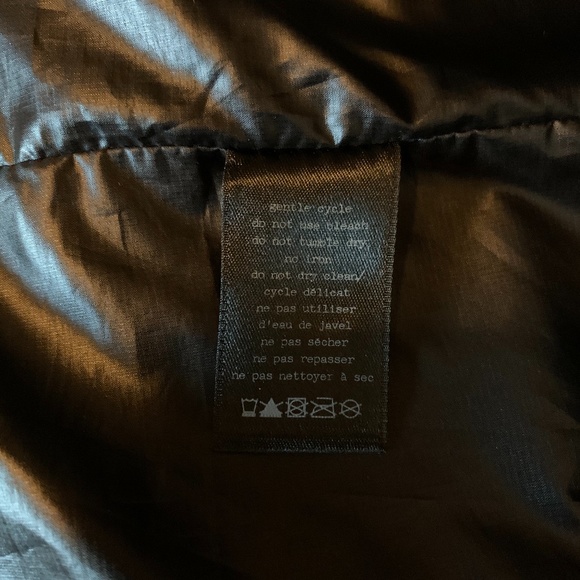 gentle cycle
do not use bleach
do not tumble dry
no iron
do not dry clean/
cycle délicat
ne pas utiliser
d'eau de javel
ne pas sécher
ne pas repasser
ne pas nettoyer à sec